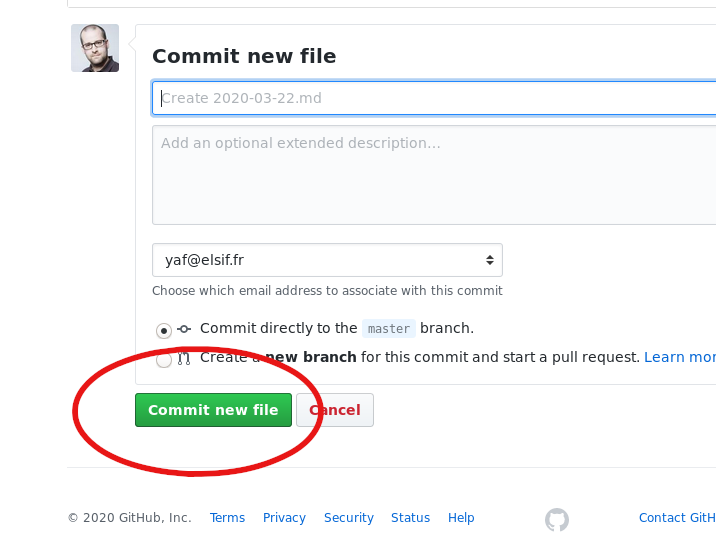 Commit new file
Create 2020-03-22.md
Add an optional extended description…
yaf@elsif.fr
Choose which email address to associate with this commit
Commit directly to the master branch.
Create a new branch for this commit and start a pull request. Learn mor
Commit new file Cancel
© 2020 GitHub, Inc. Terms Privacy Security Status Help Contact GitH